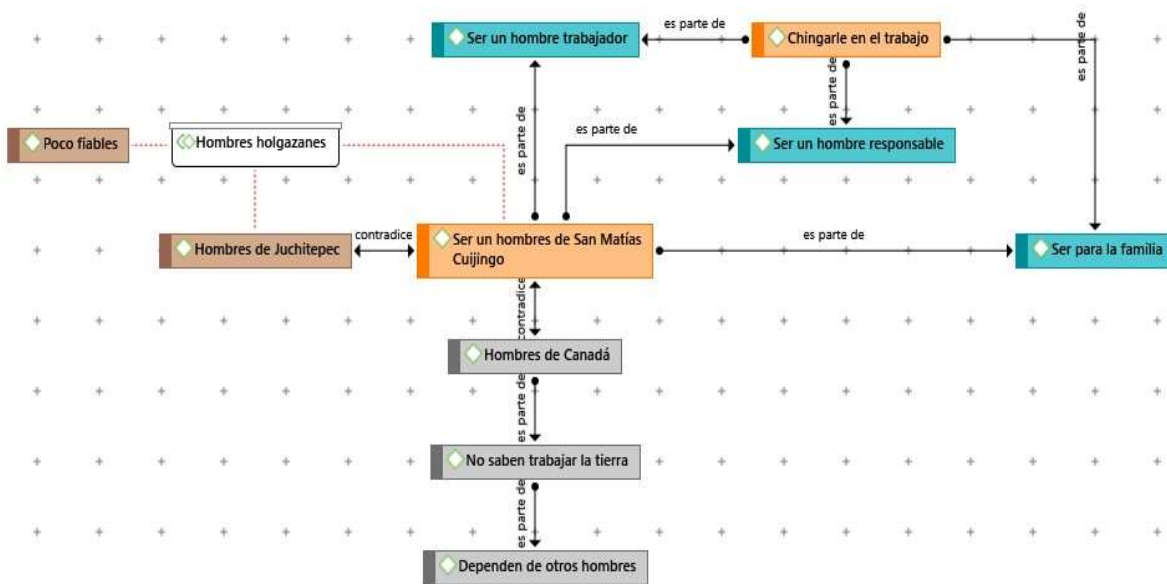 es parte de
Ser un hombre trabajador
Chingarle en el trabajo
es parte de
es parte de
es parte de
es parte de
Poco fiables
Hombres holgazanes
Ser un hombre responsable
contradice
Hombres de Juchitepec
Ser un hombres de San Matías
Cuijingo
es parte de
Ser para la familia
contradice
Hombres de Canadá
es parte de
No saben trabajar la tierra
es parte de
Dependen de otros hombres